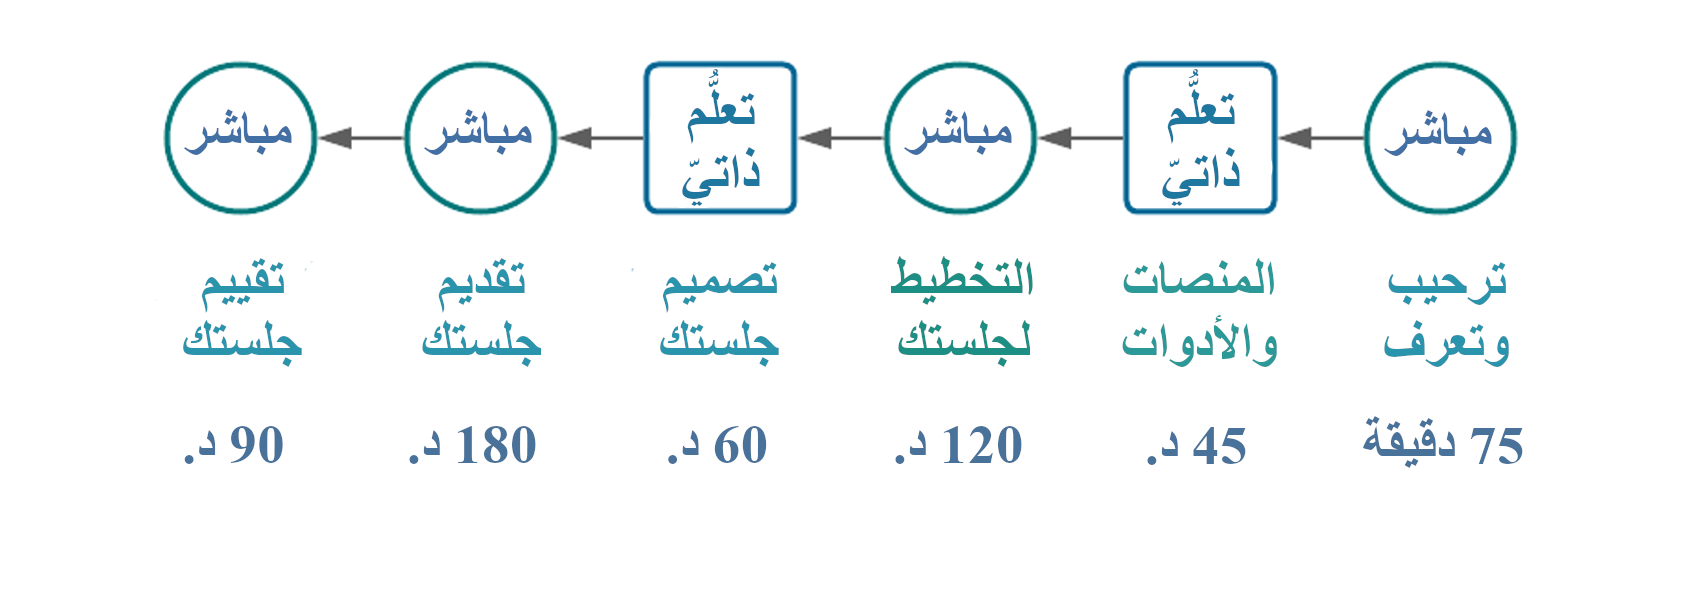 مباشر
تعلُّم
ذاتيّ
مباشر
تعلُّم
ذاتيّ
مباشر
مباشر
ترحيب
وتعرف
المنصات
والأدوات
التخطيط
لجلستك
تصميم
جلستك
تقديم
جلستك
تقييم
جلستك
75 دقيقة
45 د.
120 د.
60 د.
180 د.
90 د.